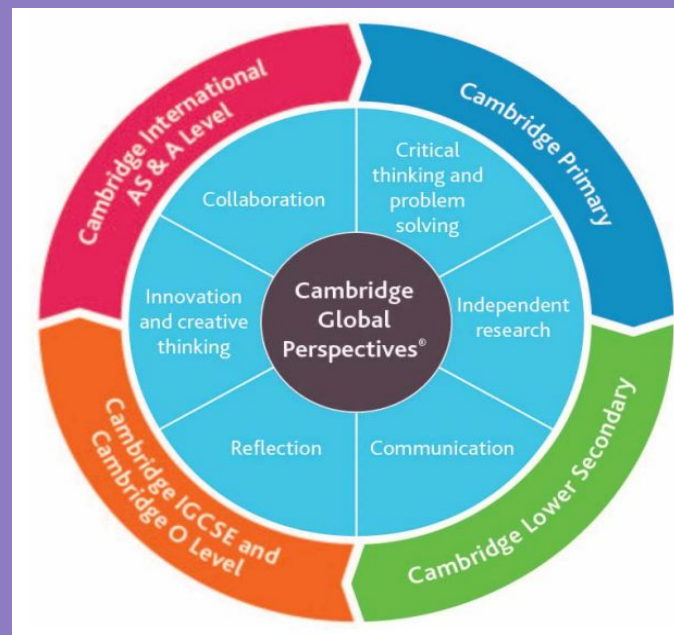 Cambridge International
AS & A Level
Cambridge Primary
Cambridge Lower Secondary
Cambridge IGCSE and
Cambridge O Level
Collaboration
Critical
thinking and
problem
solving
Independent
research
Communication
Reflection
Innovation
and creative
thinking
Cambridge
Global
Perspectives®